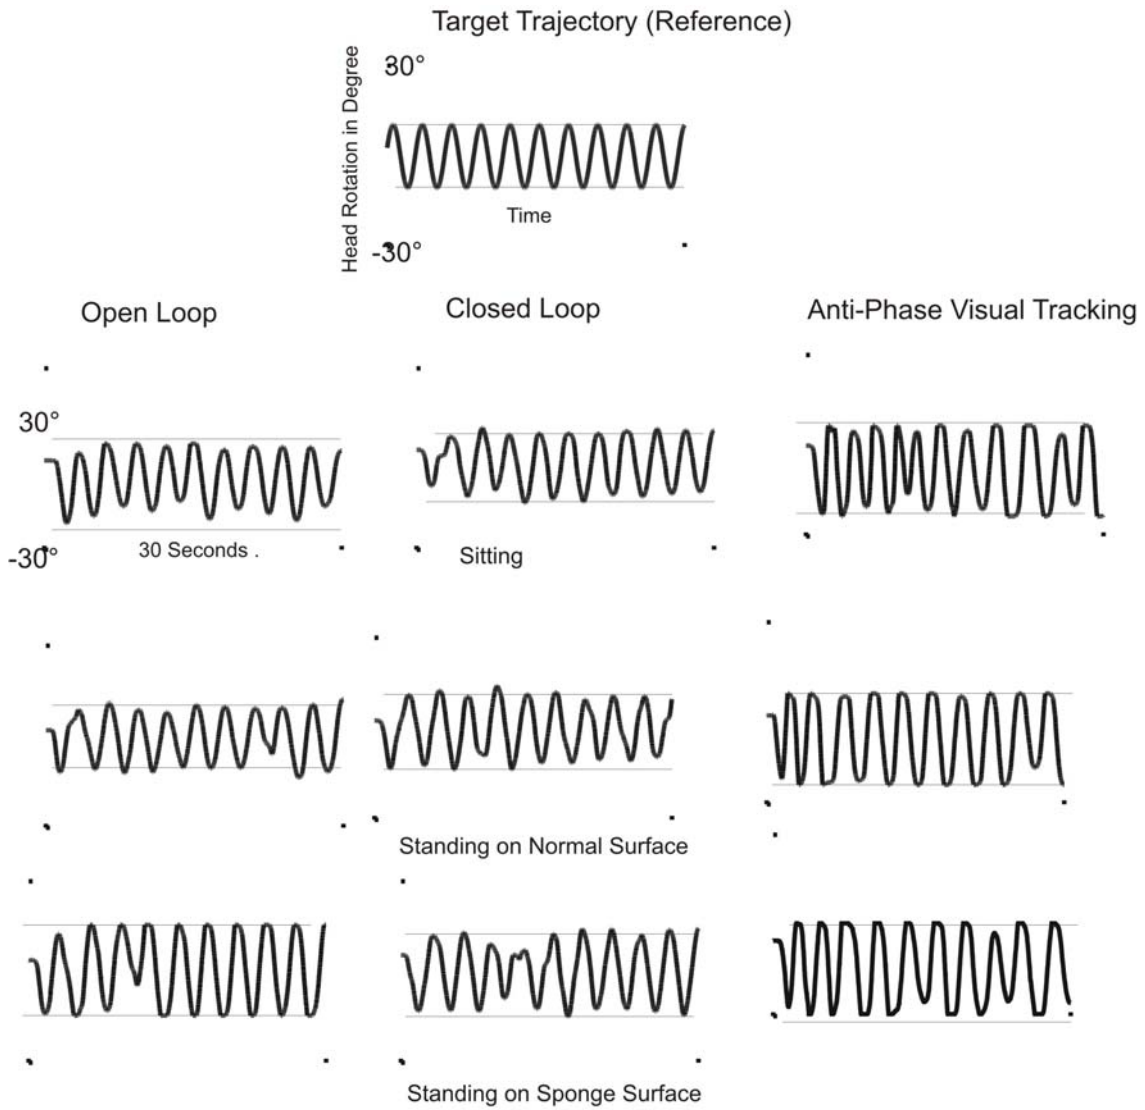 Target Trajectory (Reference)
30°
Head Rotation in Degree
Time
-30°
Open Loop
Closed Loop
Anti-Phase Visual Tracking
30°
-30°
30 Seconds .
Sitting
Standing on Normal Surface
Standing on Sponge Surface